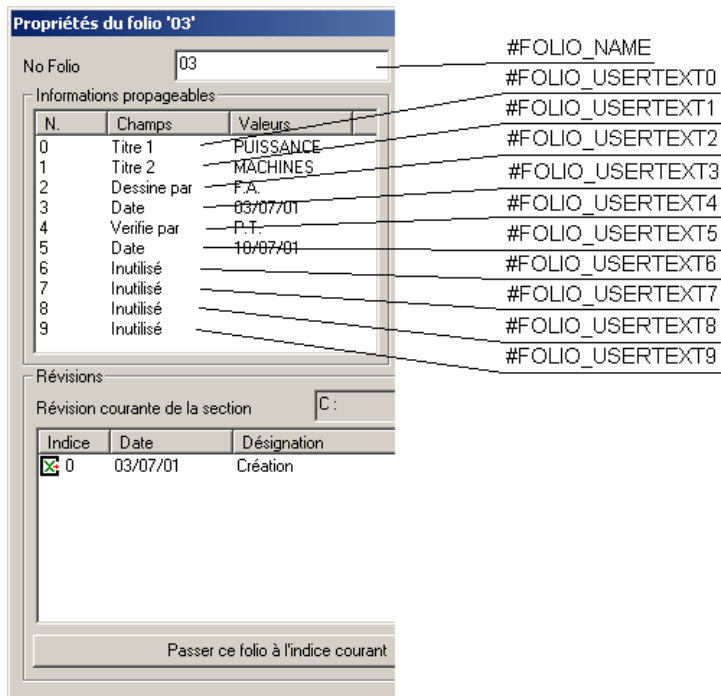 Propriétés du folio '03'
No Folio 03 #FOLIO_NAME
Informations propageables #FOLIO_USERTEXT0
N. Champs Valeurs #FOLIO_USERTEXT1
0 Titre 1 PUISSANCE #FOLIO_USERTEXT2
1 Titre 2 MACHINES #FOLIO_USERTEXT3
2 Dessine par F.A. #FOLIO_USERTEXT4
3 Date 03/07/01 #FOLIO_USERTEXT5
4 Verifie par P.T. #FOLIO_USERTEXT6
5 Date 10/07/01 #FOLIO_USERTEXT7
6 Inutilisé #FOLIO_USERTEXT8
7 Inutilisé #FOLIO_USERTEXT9
8 Inutilisé
9 Inutilisé
Révisions
Révision courante de la section C :
Indice Date Désignation
0 03/07/01 Création
Passer ce folio à l'indice courant